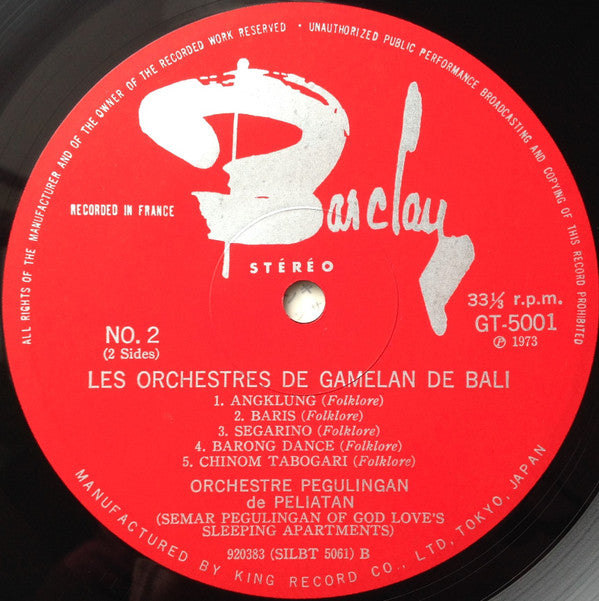 ALL RIGHTS OF THE MANUFACTURER AND OF THE OWNER OF THE RECORDED WORK RESERVED • UNAUTHORIZED PUBLIC PERFORMANCE BROADCASTING AND COPYING OF THIS RECORD PROHIBITED
Barclay
RECORDED IN FRANCE
STÉRÉO
33⅓ r.p.m.
GT-5001
℗ 1973
NO. 2
(2 Sides)
LES ORCHESTRES DE GAMELAN DE BALI
1. ANGKLUNG (Folklore)
2. BARIS (Folklore)
3. SEGARINO (Folklore)
4. BARONG DANCE (Folklore)
5. CHINOM TABOGARI (Folklore)
ORCHESTRE PEGULINGAN
de PELIATAN
(SEMAR PEGULINGAN OF GOD LOVE'S
SLEEPING APARTMENTS)
920383 (SILBT 5061) B
MANUFACTURED BY KING RECORD CO., LTD, TOKYO, JAPAN